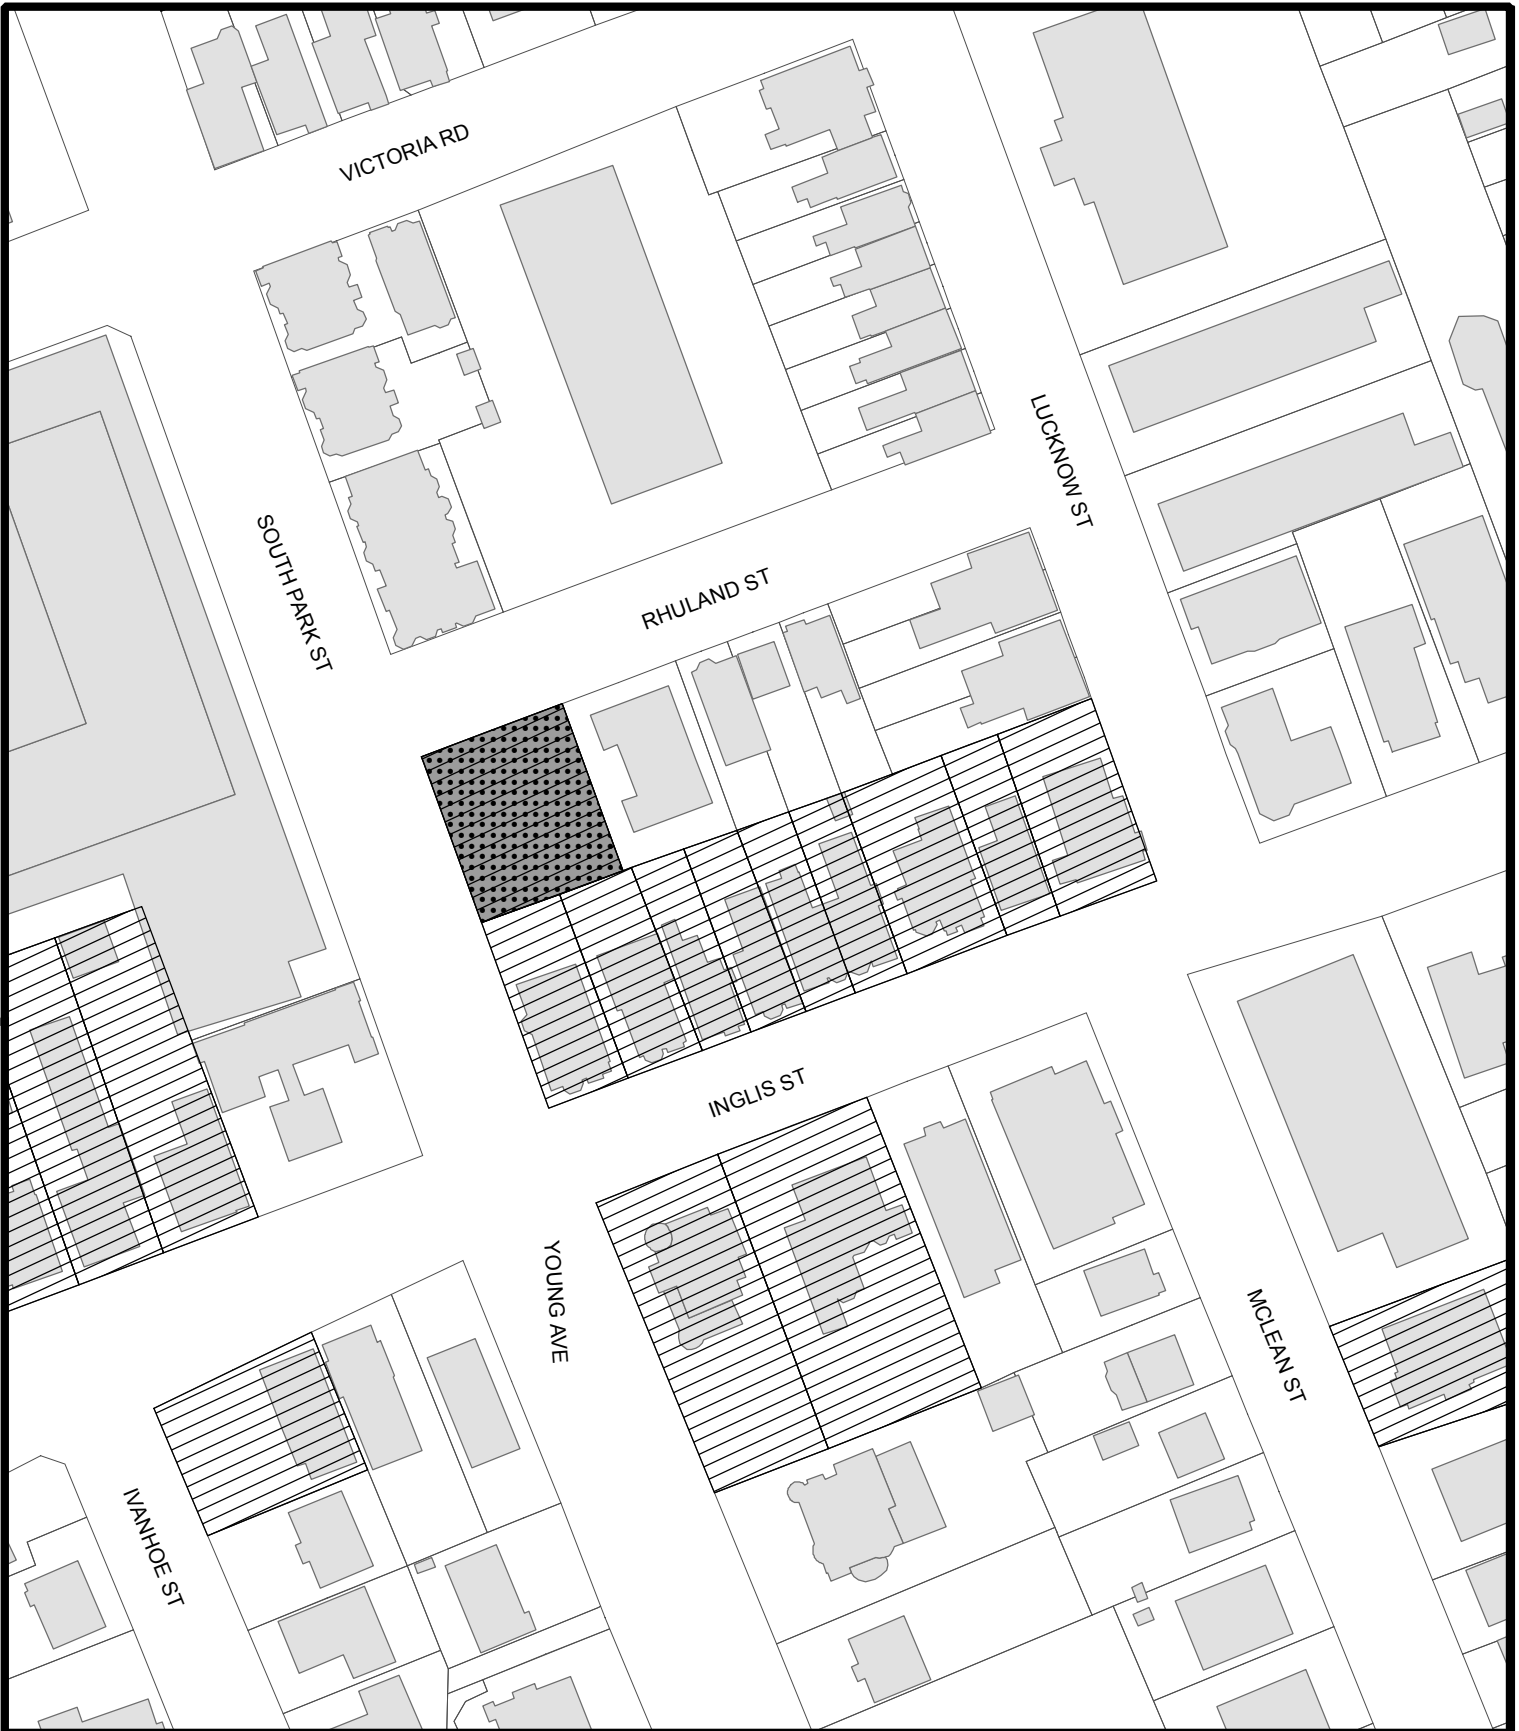 VICTORIA RD
LUCKNOW ST
SOUTH PARK ST
RHULAND ST
INGLIS ST
YOUNG AVE
MCLEAN ST
IVANHOE ST